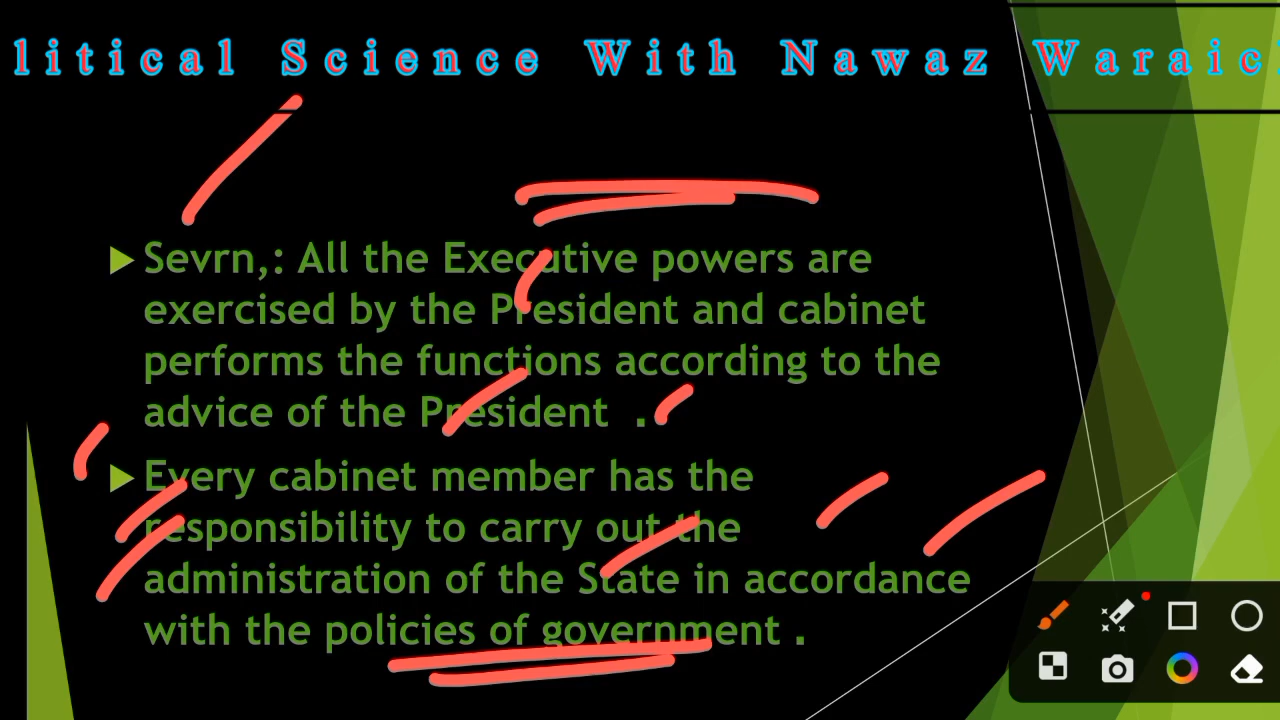 litical Science With Nawaz Waraic
Sevrn,: All the Executive powers are
exercised by the President and cabinet
performs the functions according to the
advice of the President .
Every cabinet member has the
responsibility to carry out the
administration of the State in accordance
with the policies of government .